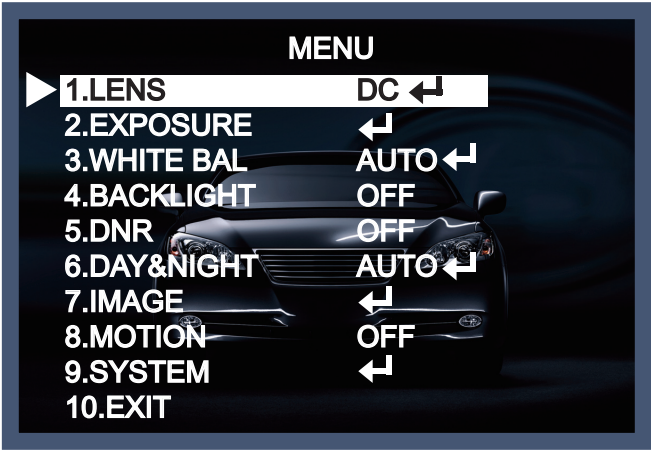 MENU
1.LENS DC ↵
2.EXPOSURE ↵
3.WHITE BAL AUTO ↵
4.BACKLIGHT OFF
5.DNR OFF
6.DAY&NIGHT AUTO ↵
7.IMAGE ↵
8.MOTION OFF
9.SYSTEM ↵
10.EXIT